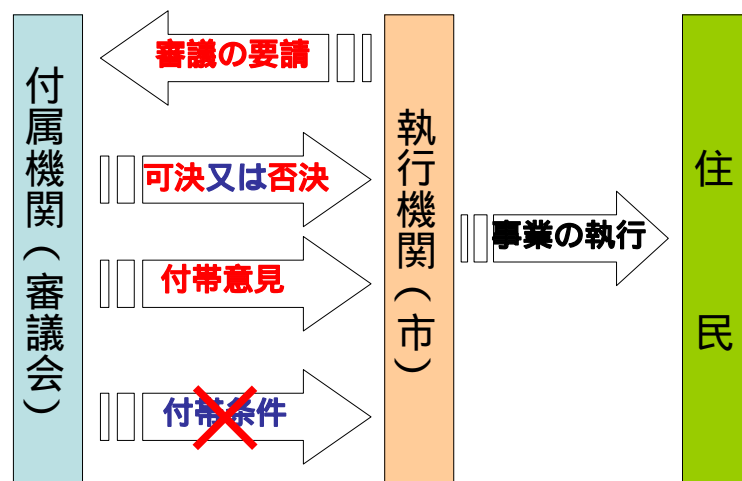 付属機関（審議会）
審議の要請
可決又は否決
付帯意見
付帯条件
執行機関（市）
事業の執行
住民